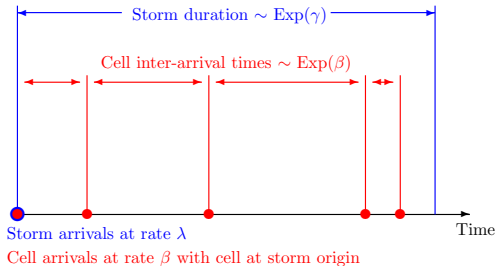 Storm duration ∼ Exp(γ)
Cell inter-arrival times ∼ Exp(β)
Time
Storm arrivals at rate λ
Cell arrivals at rate β with cell at storm origin